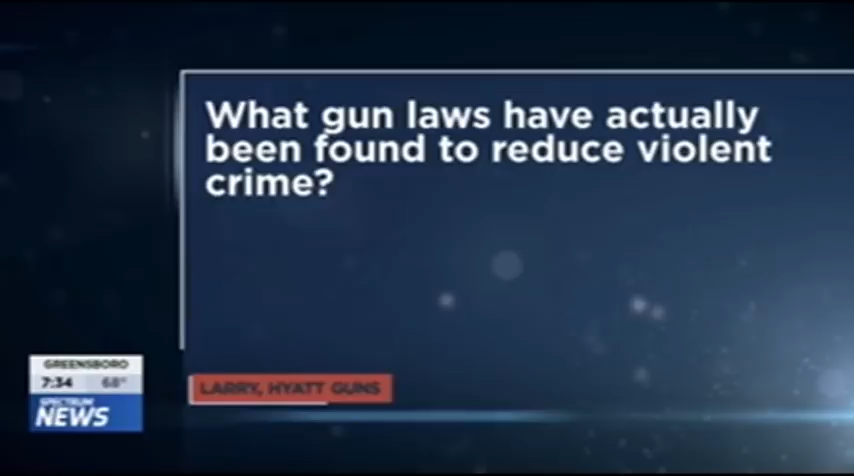 What gun laws have actually
been found to reduce violent
crime?
GREENSBORO
7:34 68°
SPECTRUM
NEWS
LARRY, HYATT GUNS